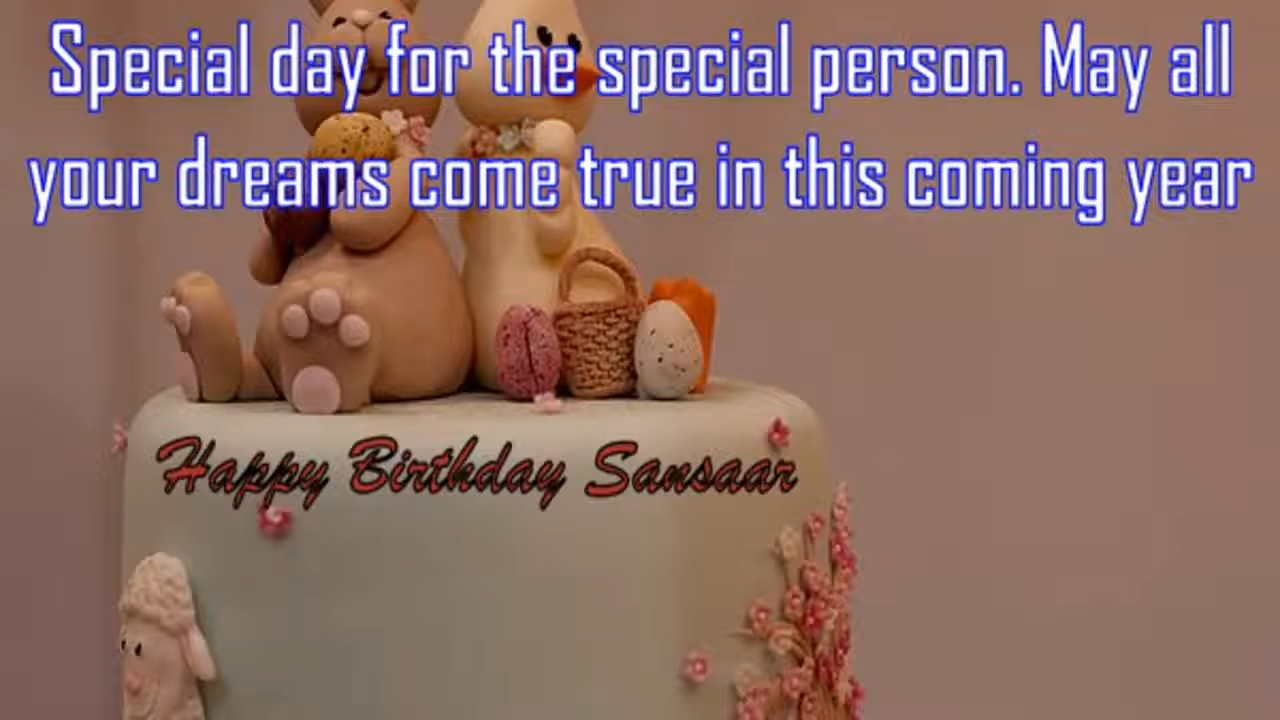 Special day for the special person. May all
your dreams come true in this coming year
Happy Birthday Sansaar